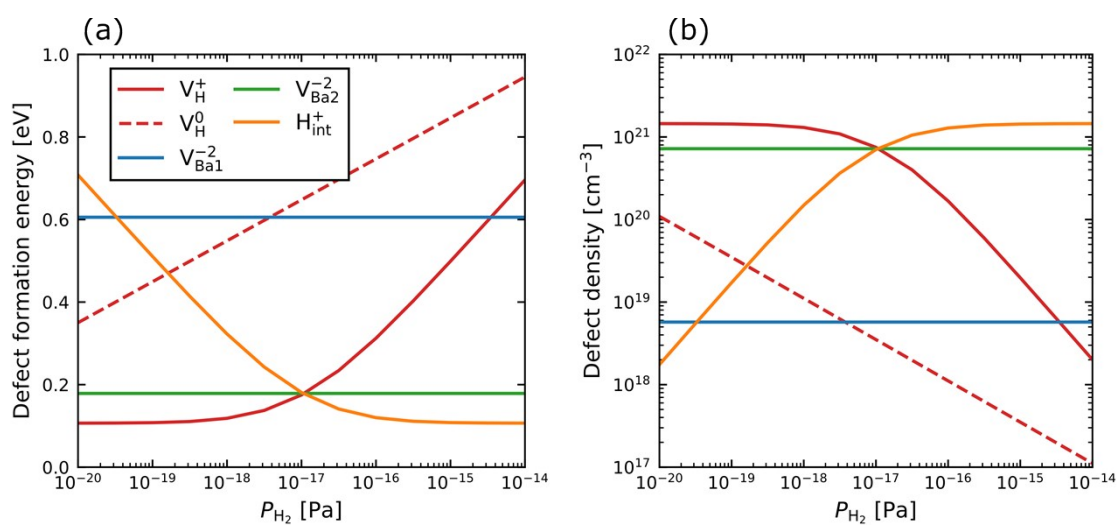 (a)
(b)
Defect formation energy [eV]
1.0
0.8
0.6
0.4
0.2
0.0
V_H^+
V_H^0
V_Ba1^−2
V_Ba2^−2
H_int^+
10^−20 10^−19 10^−18 10^−17 10^−16 10^−15 10^−14
P_H2 [Pa]
Defect density [cm^−3]
10^22
10^21
10^20
10^19
10^18
10^17
10^−20 10^−19 10^−18 10^−17 10^−16 10^−15 10^−14
P_H2 [Pa]